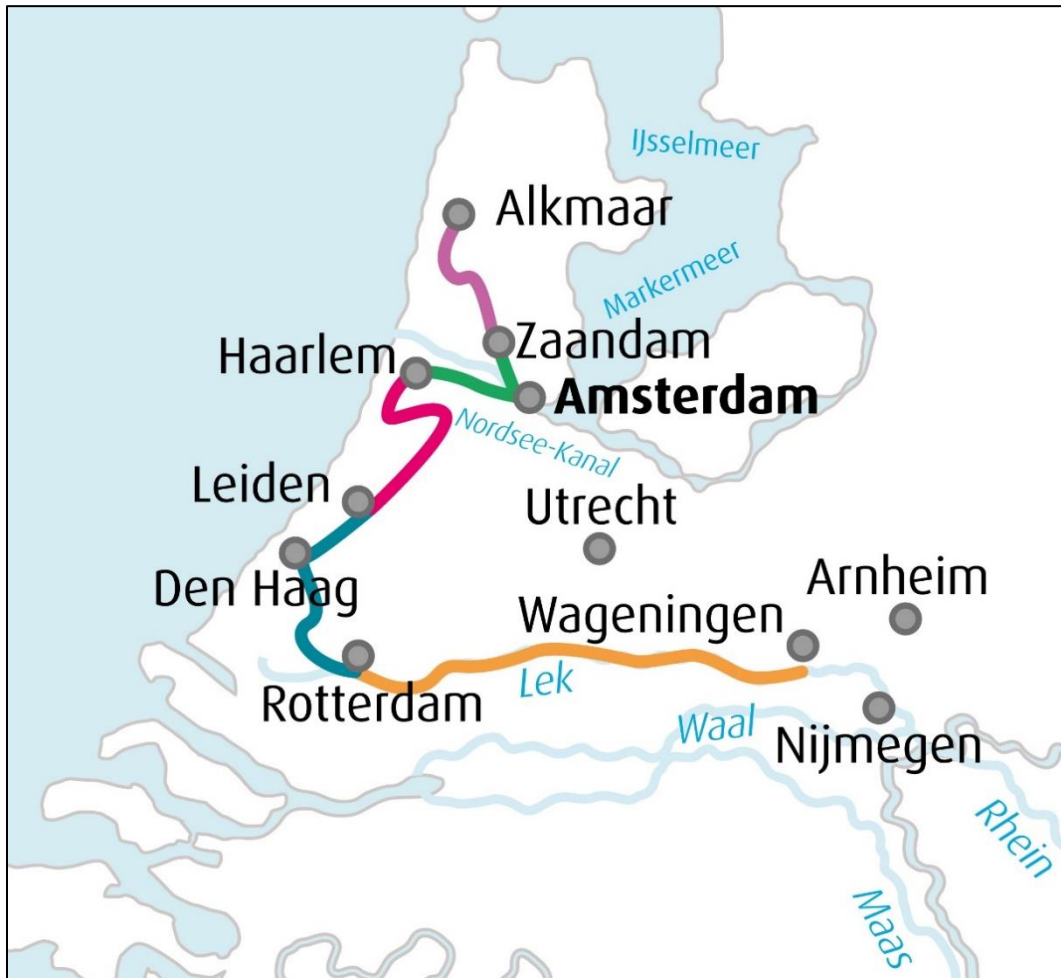 IJsselmeer
Alkmaar
Markermeer
Zaandam
Haarlem
Amsterdam
Nordsee-Kanal
Leiden
Utrecht
Arnheim
Den Haag
Wageningen
Lek
Rotterdam
Waal
Nijmegen
Rhein
Maas